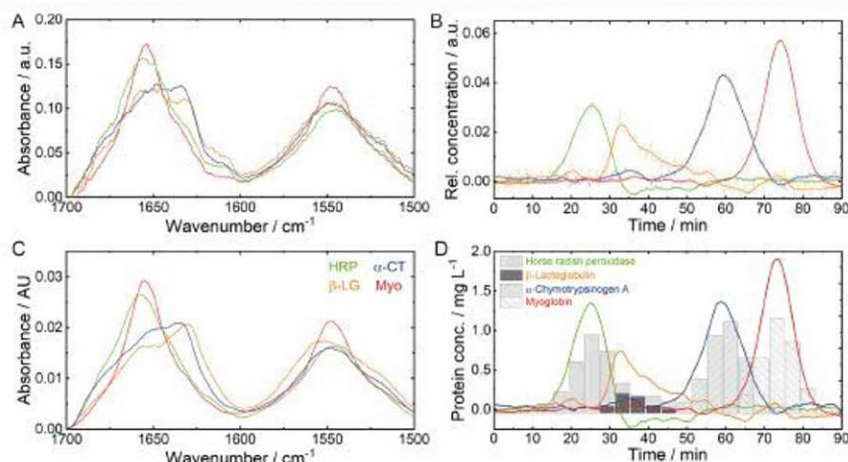 A
Absorbance / a.u.
0.20
0.15
0.10
0.05
0.00
1700 1650 1600 1550 1500
Wavenumber / cm⁻¹
B
Rel. concentration / a.u.
0.06
0.04
0.02
0.00
0 10 20 30 40 50 60 70 80 90
Time / min
C
Absorbance / AU
0.03
0.02
0.01
0.00
HRP α-CT
β-LG Myo
1700 1650 1600 1550 1500
Wavenumber / cm⁻¹
D
Protein conc. / mg L⁻¹
2.0
1.5
1.0
0.5
0.0
Horse radish peroxidase
β-Lactoglobulin
α-Chymotrypsinogen A
Myoglobin
0 10 20 30 40 50 60 70 80 90
Time / min